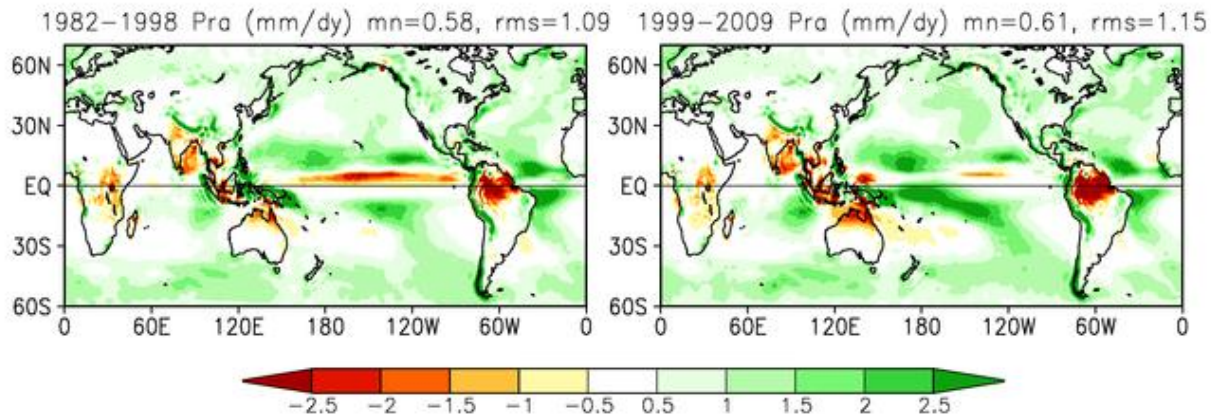 1982-1998 Pra (mm/dy) mn=0.58, rms=1.09
1999-2009 Pra (mm/dy) mn=0.61, rms=1.15
60N
30N
EQ
30S
60S
0 60E 120E 180 120W 60W 0
60N
30N
EQ
30S
60S
0 60E 120E 180 120W 60W 0
-2.5 -2 -1.5 -1 -0.5 0.5 1 1.5 2 2.5